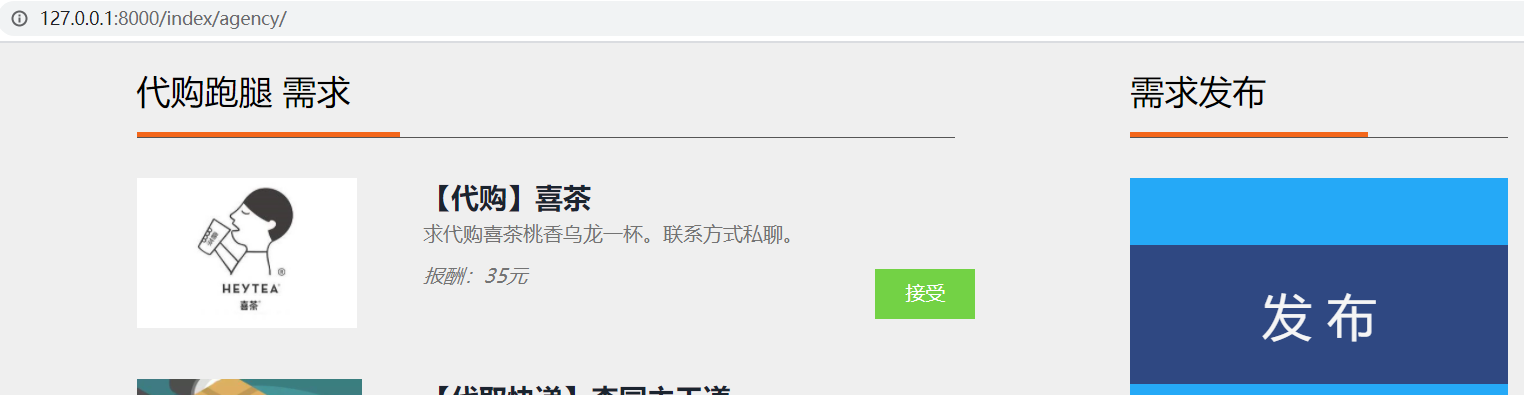 127.0.0.1:8000/index/agency/
代购跑腿 需求
需求发布
HEYTEA
喜茶
®
【代购】喜茶
求代购喜茶桃香乌龙一杯。联系方式私聊。
报酬：35元
接受
发 布